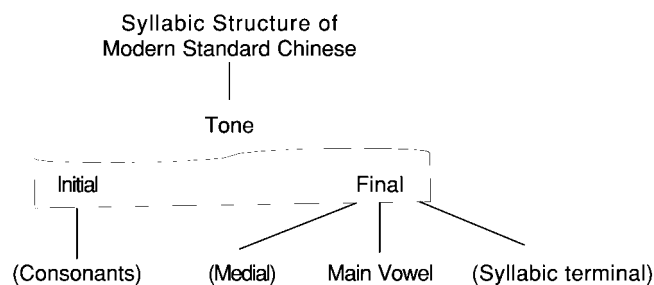 Syllabic Structure of
Modern Standard Chinese
Tone
Initial Final
(Consonants) (Medial) Main Vowel (Syllabic terminal)